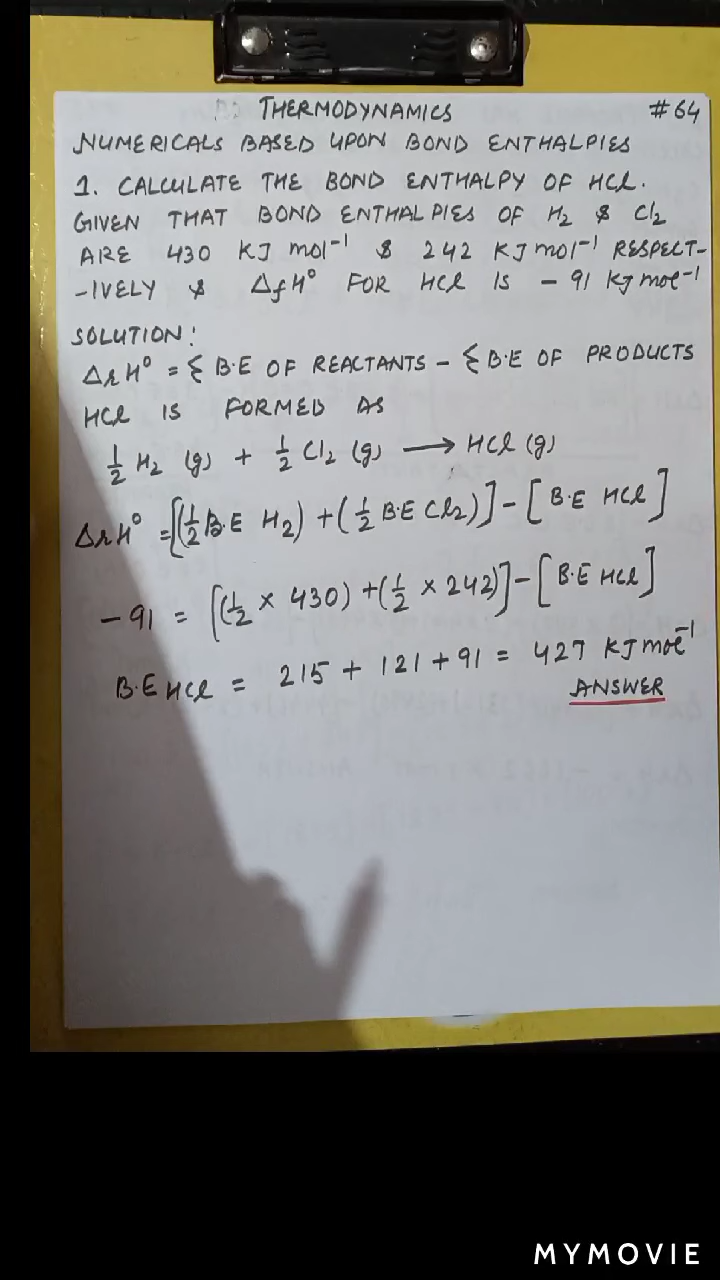 THERMODYNAMICS #64
NUMERICALS BASED UPON BOND ENTHALPIES
1. CALCULATE THE BOND ENTHALPY OF HCl.
GIVEN THAT BOND ENTHALPIES OF H₂ & Cl₂
ARE 430 KJ mol⁻¹ & 242 KJ mol⁻¹ RESPECT-
-IVELY & ΔfH° FOR HCl IS - 91 KJ mol⁻¹
SOLUTION:
ΔrH° = Σ B.E OF REACTANTS - Σ B.E OF PRODUCTS
HCl IS FORMED AS
½ H₂ (g) + ½ Cl₂ (g) ⟶ HCl (g)
ΔrH° = [(½ B.E H₂) + (½ B.E Cl₂)] - [B.E HCl]
- 91 = [(½ × 430) + (½ × 242)] - [B.E HCl]
B.E HCl = 215 + 121 + 91 = 427 KJ mol⁻¹
ANSWER
MYMOVIE